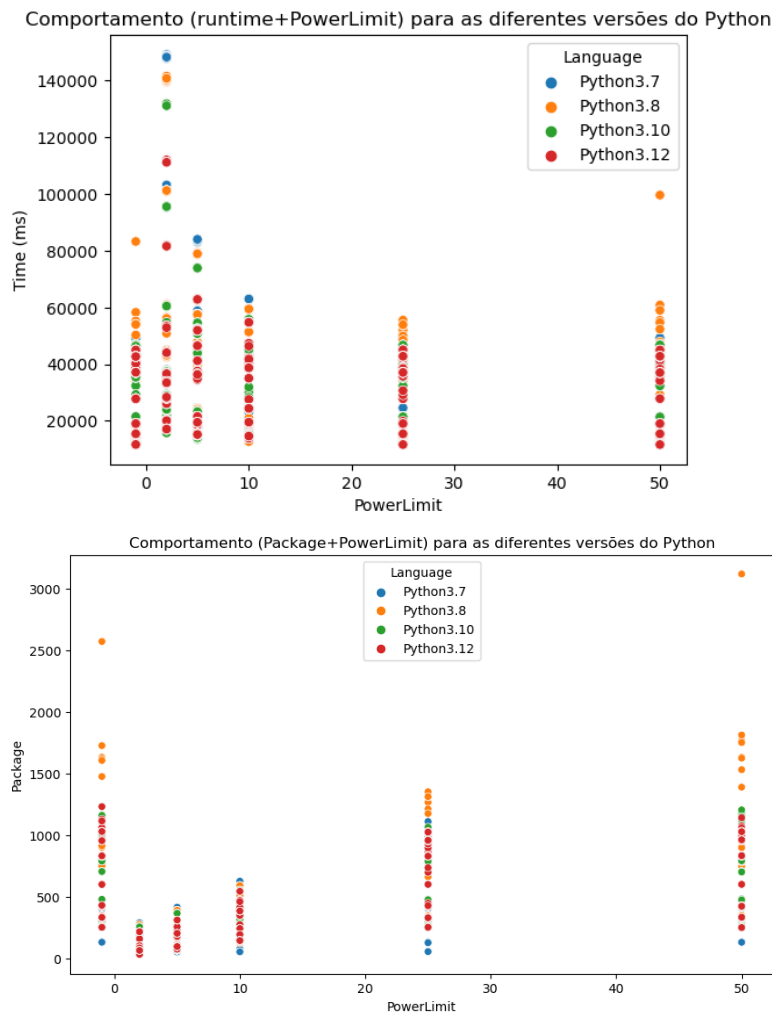 Comportamento (runtime+PowerLimit) para as diferentes versões do Python
Language
Python3.7
Python3.8
Python3.10
Python3.12
140000
120000
100000
80000
60000
40000
20000
Time (ms)
0 10 20 30 40 50
PowerLimit
Comportamento (Package+PowerLimit) para as diferentes versões do Python
Language
Python3.7
Python3.8
Python3.10
Python3.12
3000
2500
2000
1500
1000
500
0
Package
0 10 20 30 40 50
PowerLimit